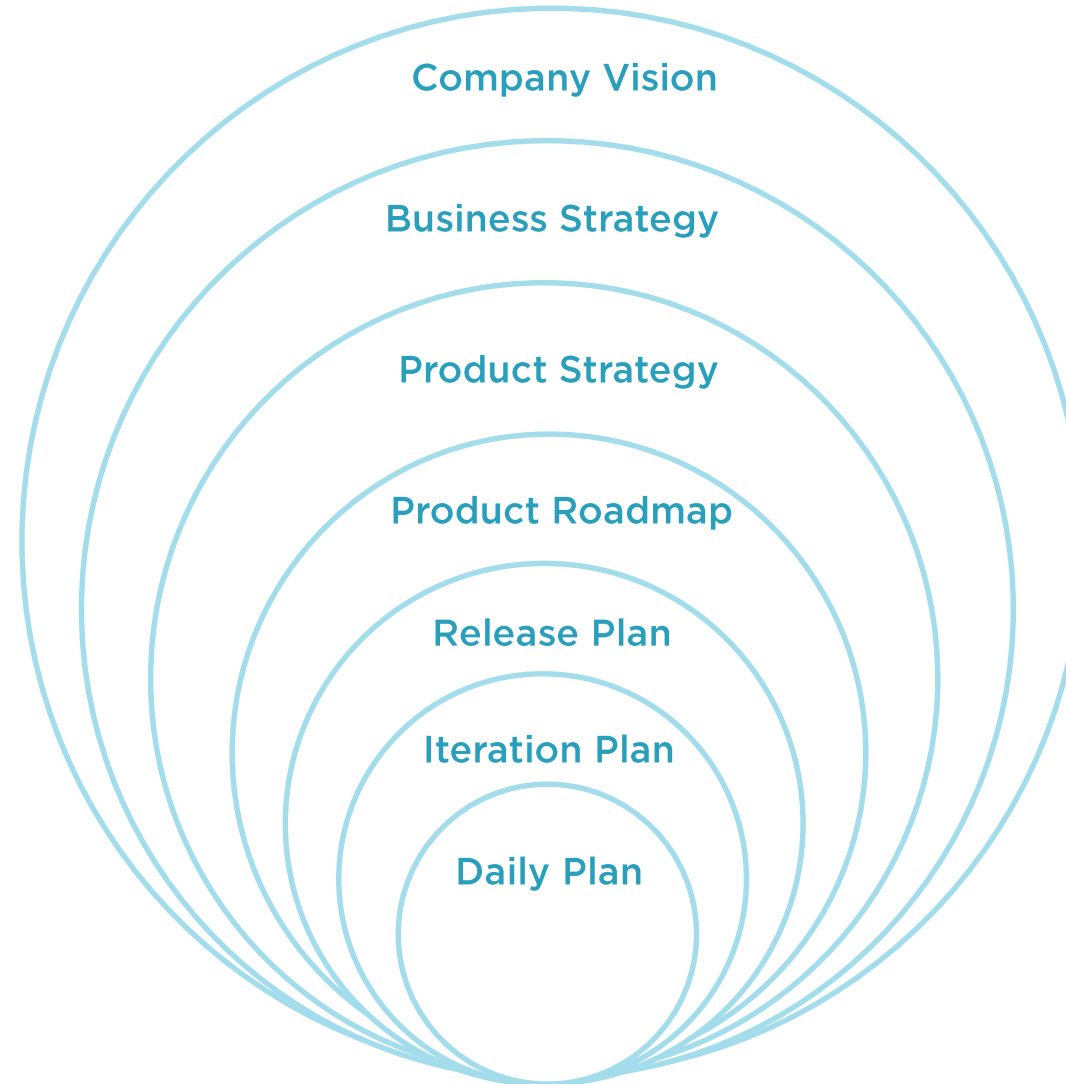 Company Vision
Business Strategy
Product Strategy
Product Roadmap
Release Plan
Iteration Plan
Daily Plan